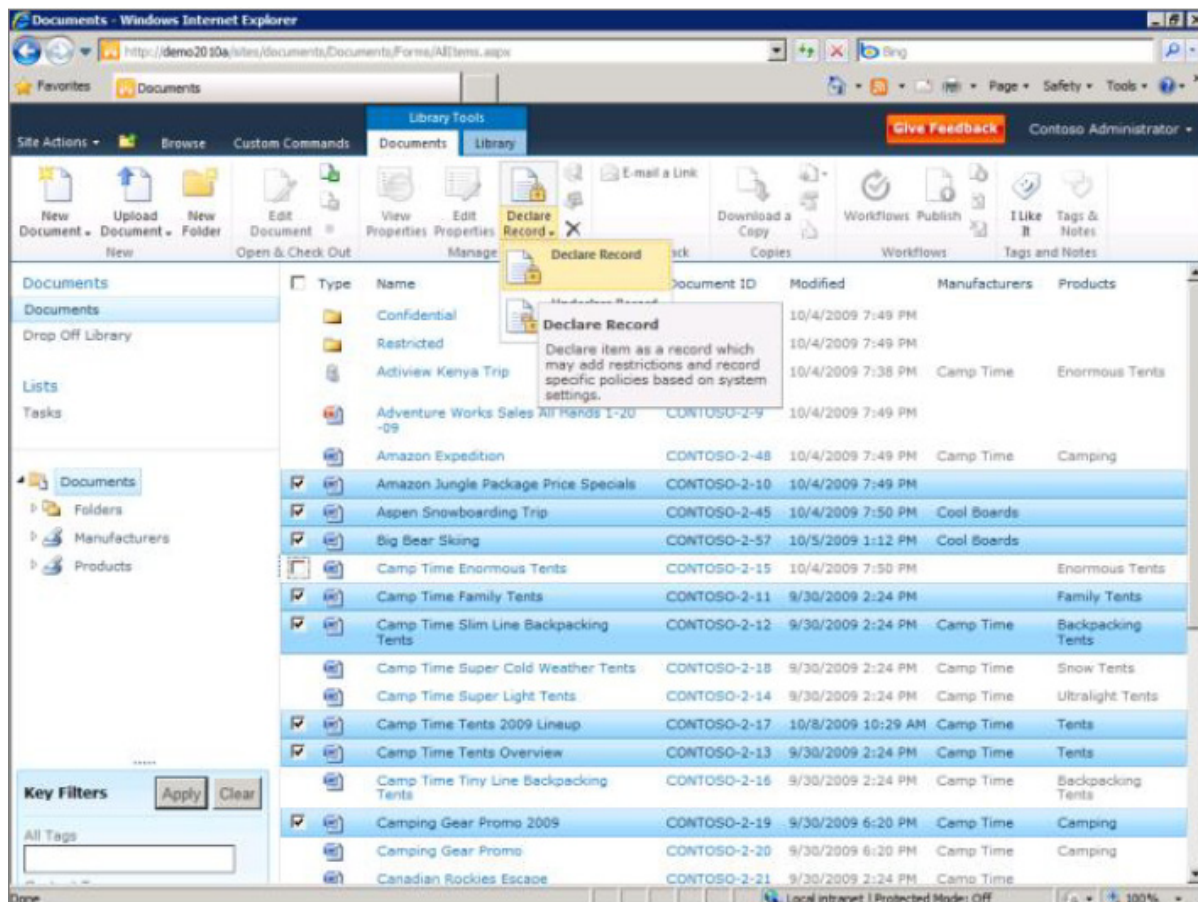 Documents - Windows Internet Explorer
http://demo2010a/sites/documents/Documents/Forms/AllItems.aspx
Bing
Favorites Documents
Page Safety Tools
Library Tools
Give Feedback Contoso Administrator
Site Actions Browse Custom Commands Documents Library
E-mail a Link
New Document Upload Document New Folder
Edit Document
View Properties Edit Properties Declare Record
Download a Copy
Workflows Publish
I Like It Tags & Notes
New Open & Check Out Manage Copies Workflows Tags and Notes
Declare Record
Declare Record
Declare item as a record which
may add restrictions and record
specific policies based on system
settings.
Documents
Documents
Drop Off Library
Lists
Tasks
Documents
Folders
Manufacturers
Products
Key Filters Apply Clear
All Tags
Type Name Document ID Modified Manufacturers Products
Confidential 10/4/2009 7:49 PM
Restricted 10/4/2009 7:49 PM
Actiview Kenya Trip 10/4/2009 7:38 PM Camp Time Enormous Tents
Adventure Works Sales All Hands 1-20
-09 CONTOSO-2-9 10/4/2009 7:49 PM
Amazon Expedition CONTOSO-2-48 10/4/2009 7:49 PM Camp Time Camping
Amazon Jungle Package Price Specials CONTOSO-2-10 10/4/2009 7:49 PM
Aspen Snowboarding Trip CONTOSO-2-45 10/4/2009 7:50 PM Cool Boards
Big Bear Skiing CONTOSO-2-57 10/5/2009 1:12 PM Cool Boards
Camp Time Enormous Tents CONTOSO-2-15 10/4/2009 7:50 PM Enormous Tents
Camp Time Family Tents CONTOSO-2-11 9/30/2009 2:24 PM Family Tents
Camp Time Slim Line Backpacking
Tents CONTOSO-2-12 9/30/2009 2:24 PM Camp Time Backpacking Tents
Camp Time Super Cold Weather Tents CONTOSO-2-18 9/30/2009 2:24 PM Camp Time Snow Tents
Camp Time Super Light Tents CONTOSO-2-14 9/30/2009 2:24 PM Camp Time Ultralight Tents
Camp Time Tents 2009 Lineup CONTOSO-2-17 10/8/2009 10:29 AM Camp Time Tents
Camp Time Tents Overview CONTOSO-2-13 9/30/2009 2:24 PM Camp Time Tents
Camp Time Tiny Line Backpacking
Tents CONTOSO-2-16 9/30/2009 2:24 PM Camp Time Backpacking Tents
Camping Gear Promo 2009 CONTOSO-2-19 9/30/2009 6:20 PM Camp Time Camping
Camping Gear Promo CONTOSO-2-20 9/30/2009 6:20 PM Camp Time Camping
Canadian Rockies Escape CONTOSO-2-21 9/30/2009 2:24 PM Camp Time
Done Local intranet | Protected Mode: Off 100%